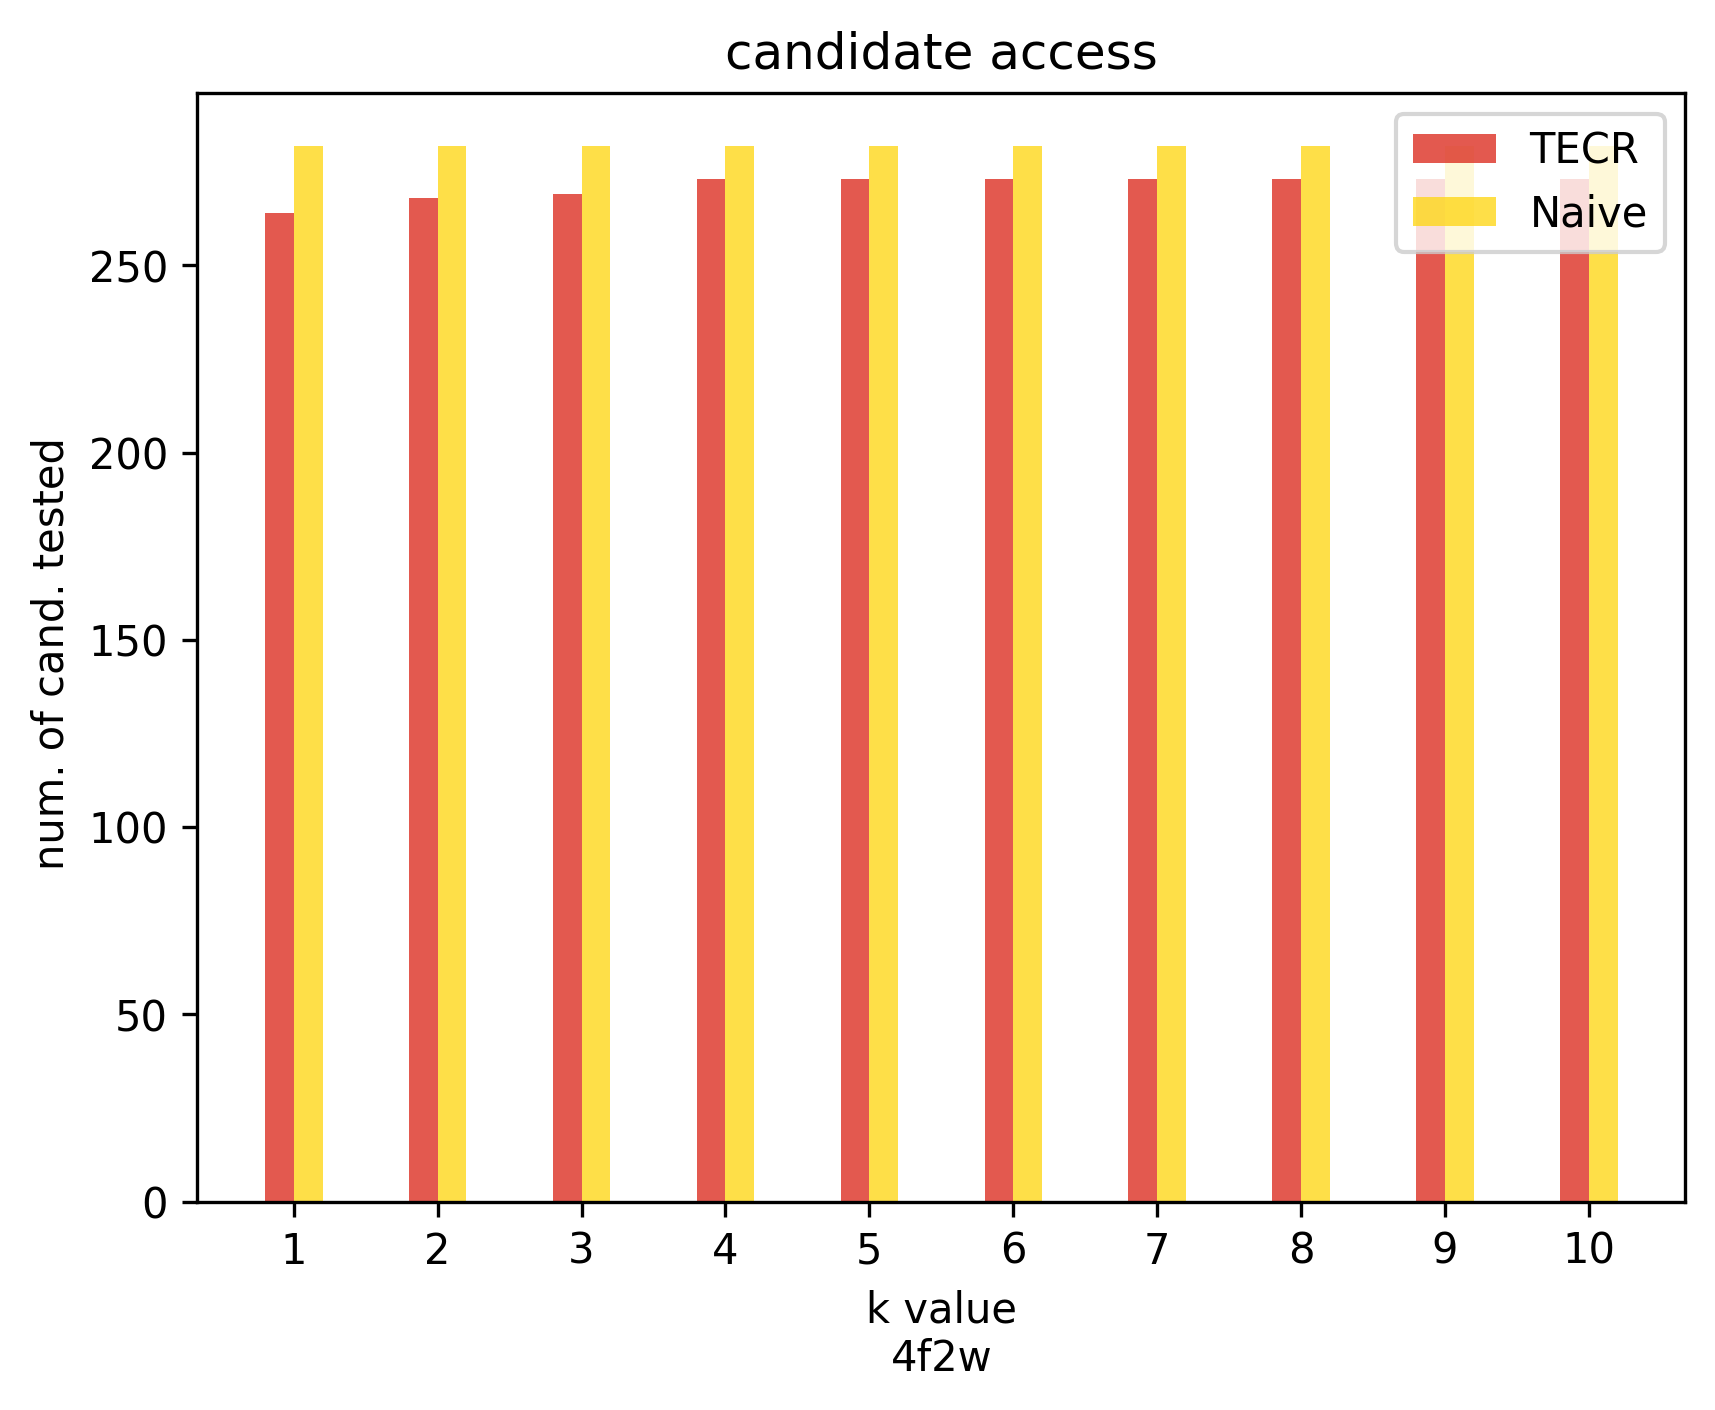 candidate access
TECR
Naive
num. of cand. tested
250
200
150
100
50
0
1 2 3 4 5 6 7 8 9 10
k value
4f2w